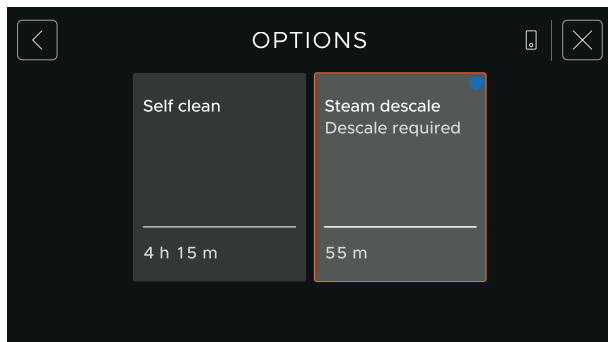 OPTIONS
Self clean
4 h 15 m
Steam descale
Descale required
55 m